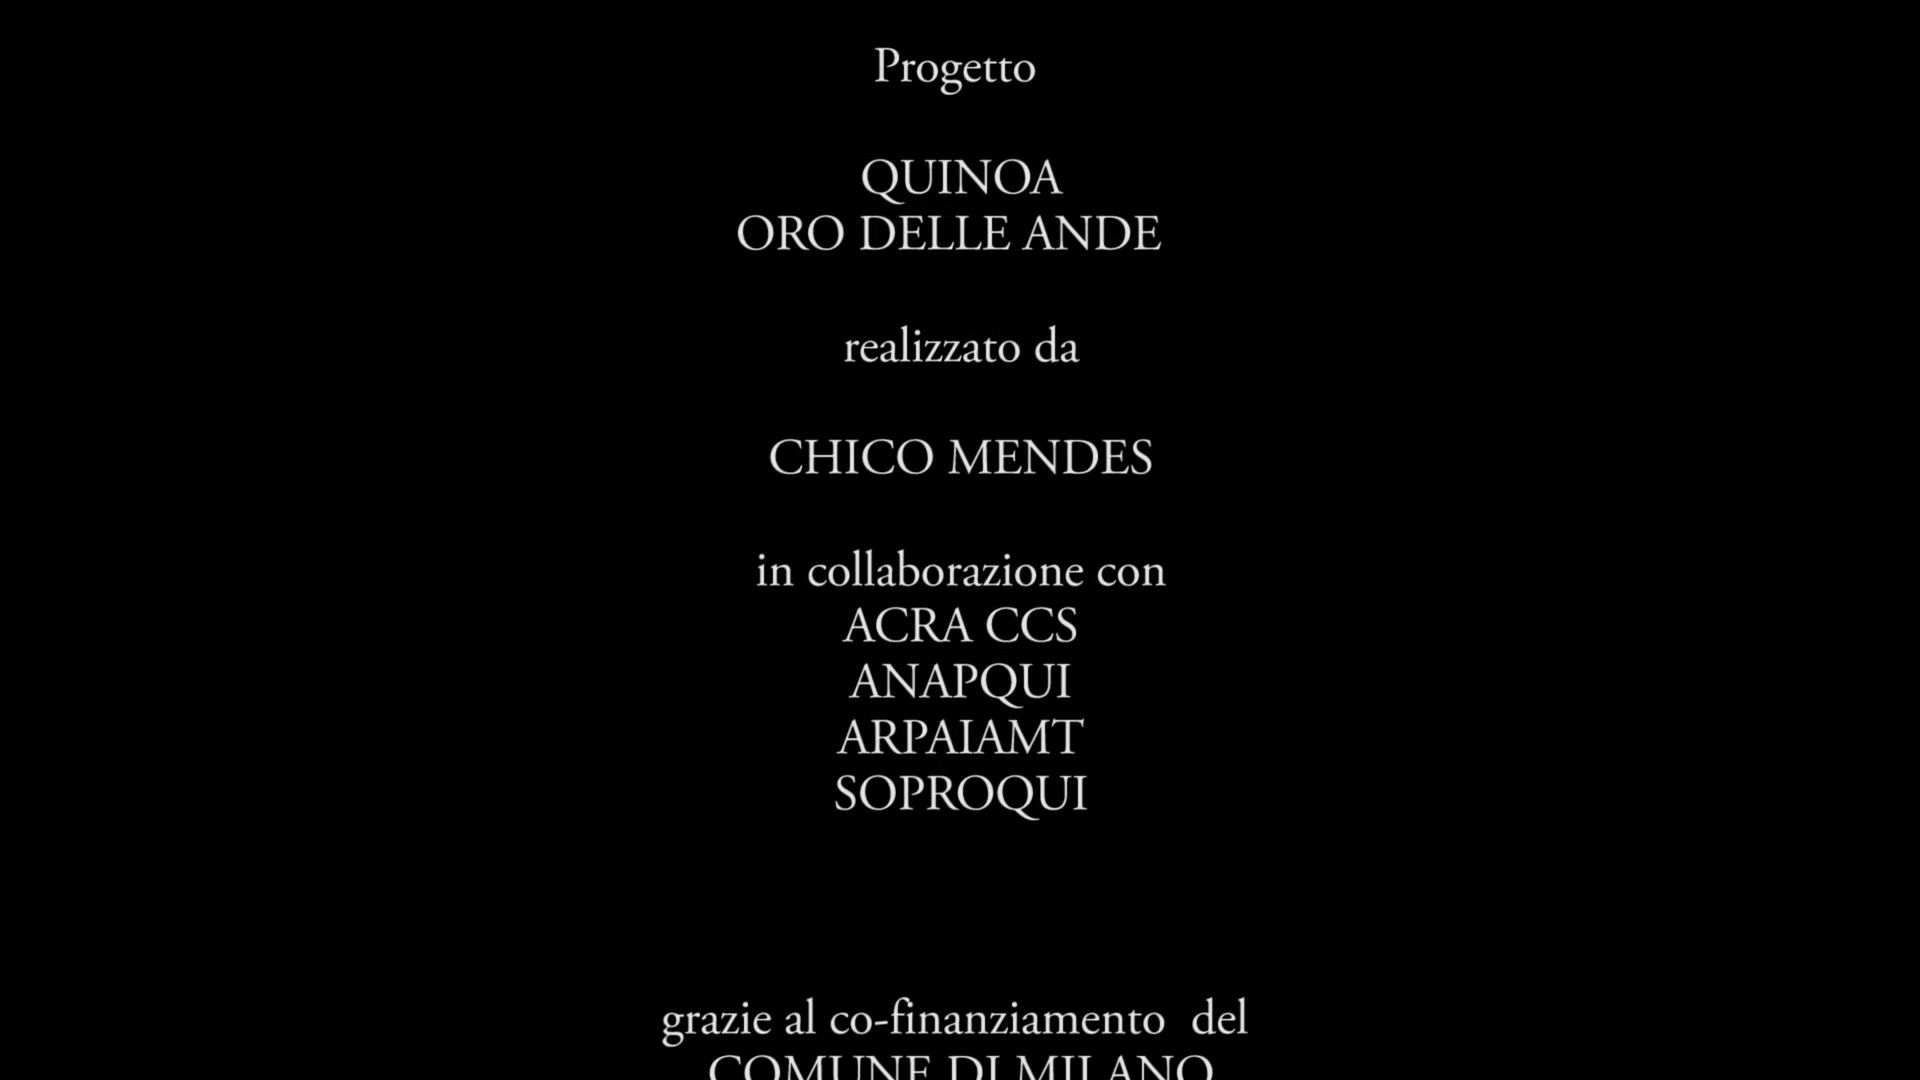 Progetto
QUINOA
ORO DELLE ANDE
realizzato da
CHICO MENDES
in collaborazione con
ACRA CCS
ANAPQUI
ARPAIAMT
SOPROQUI
grazie al co-finanziamento del
COMUNE DI MILANO